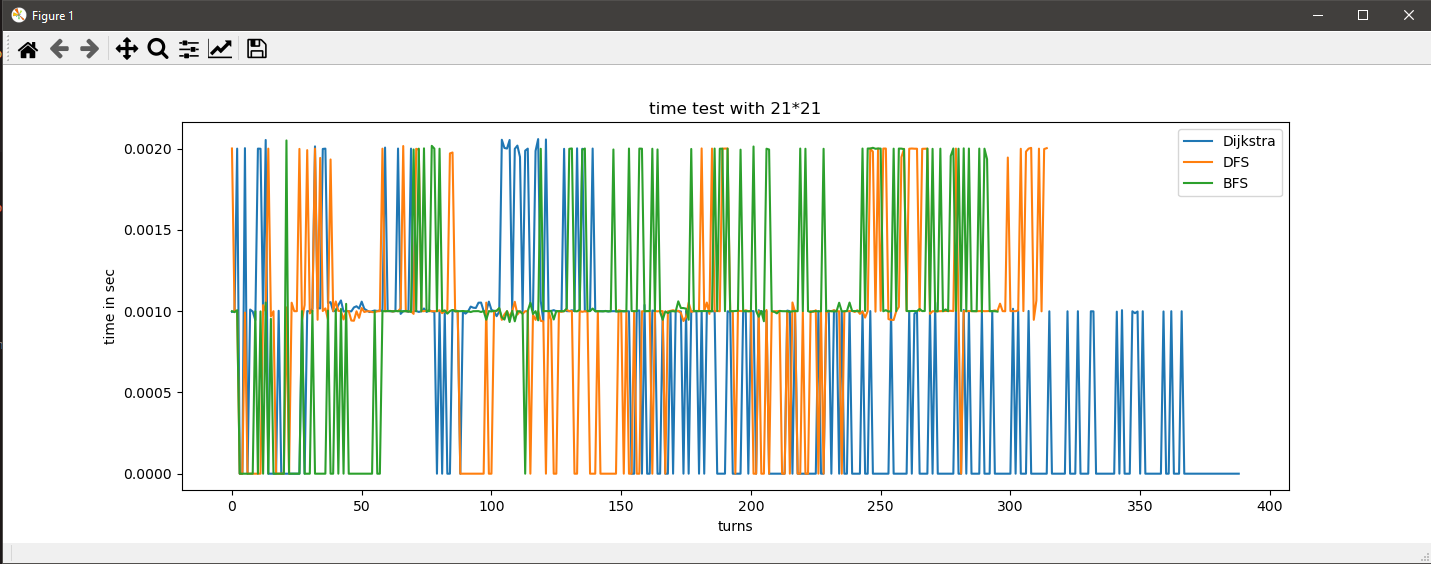 Figure 1
time test with 21*21
Dijkstra
DFS
BFS
time in sec
0.0020
0.0015
0.0010
0.0005
0.0000
0 50 100 150 200 250 300 350 400
turns